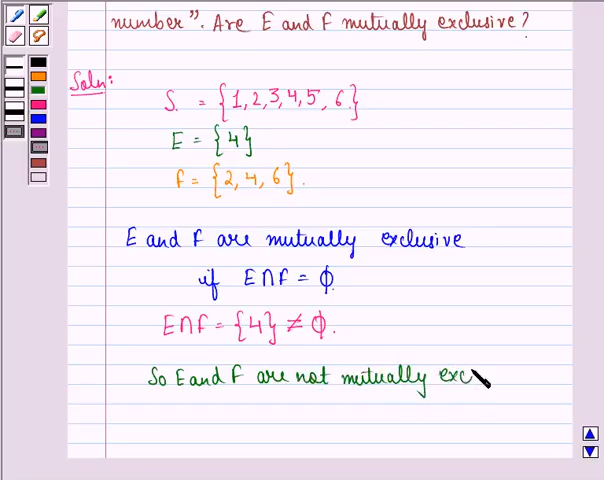 number”. Are E and F mutually exclusive?
Soln:
S = {1, 2, 3, 4, 5, 6}
E = {4}
F = {2, 4, 6}.
E and F are mutually exclusive
if E∩F = ϕ.
E∩F = {4} ≠ ϕ.
So E and F are not mutually exc